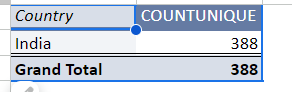 Country COUNTUNIQUE
India 388
Grand Total 388